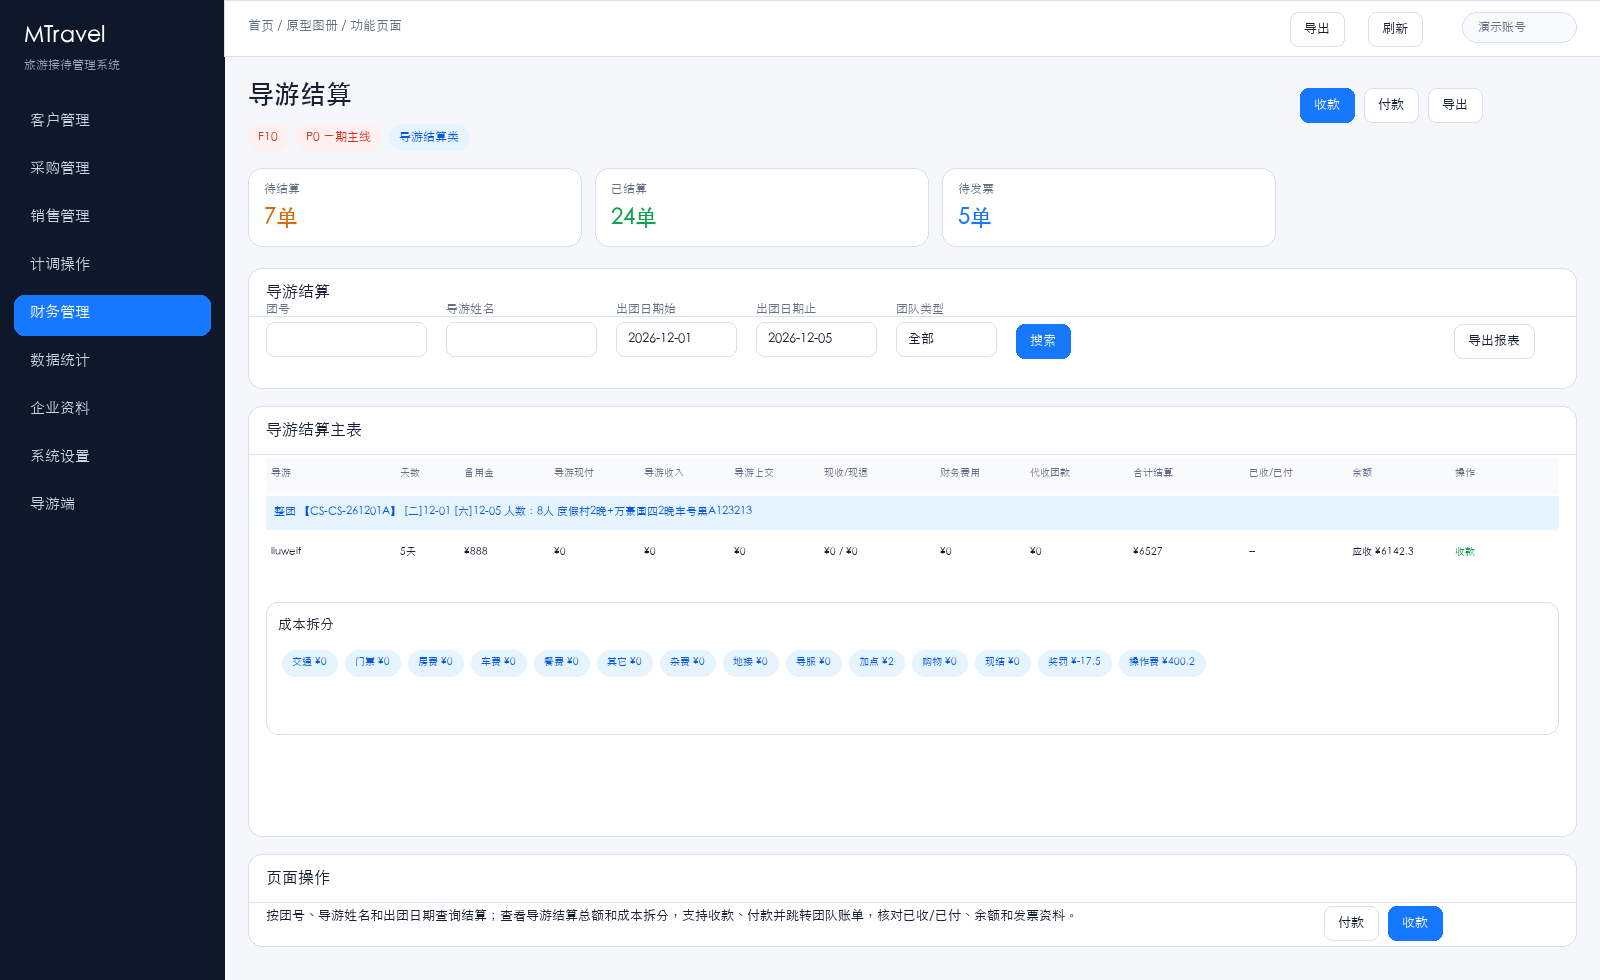 MTravel
旅游接待管理系统
客户管理
采购管理
销售管理
计调操作
财务管理
数据统计
企业资料
系统设置
导游端
首页 / 原型图册 / 功能页面
导出
刷新
演示账号
导游结算
收款
付款
导出
F10
P0 一期主线
导游结算类
待结算
7单
已结算
24单
待发票
5单
导游结算
团号
导游姓名
出团日期始
出团日期止
团队类型
2026-12-01
2026-12-05
全部
搜索
导出报表
导游结算主表
导游 天数 备用金 导游现付 导游收入 导游上交 现收/现退 财务费用 代收团款 合计结算 已收/已付 余额 操作
整团 【CS-CS-261201A】 [二]12-01 [六]12-05 人数：8人 度假村2晚+万豪国四2晚车号黑A123213
liuwelf 5天 ¥888 ¥0 ¥0 ¥0 ¥0 / ¥0 ¥0 ¥0 ¥6527 -- 应收 ¥6142.3 收款
成本拆分
交通 ¥0
门票 ¥0
房费 ¥0
车费 ¥0
餐费 ¥0
其它 ¥0
杂费 ¥0
地接 ¥0
导服 ¥0
加点 ¥2
购物 ¥0
现结 ¥0
奖罚 ¥-17.5
操作费 ¥400.2
页面操作
按团号、导游姓名和出团日期查询结算；查看导游结算总额和成本拆分，支持收款、付款并跳转团队账单，核对已收/已付、余额和发票资料。
付款
收款